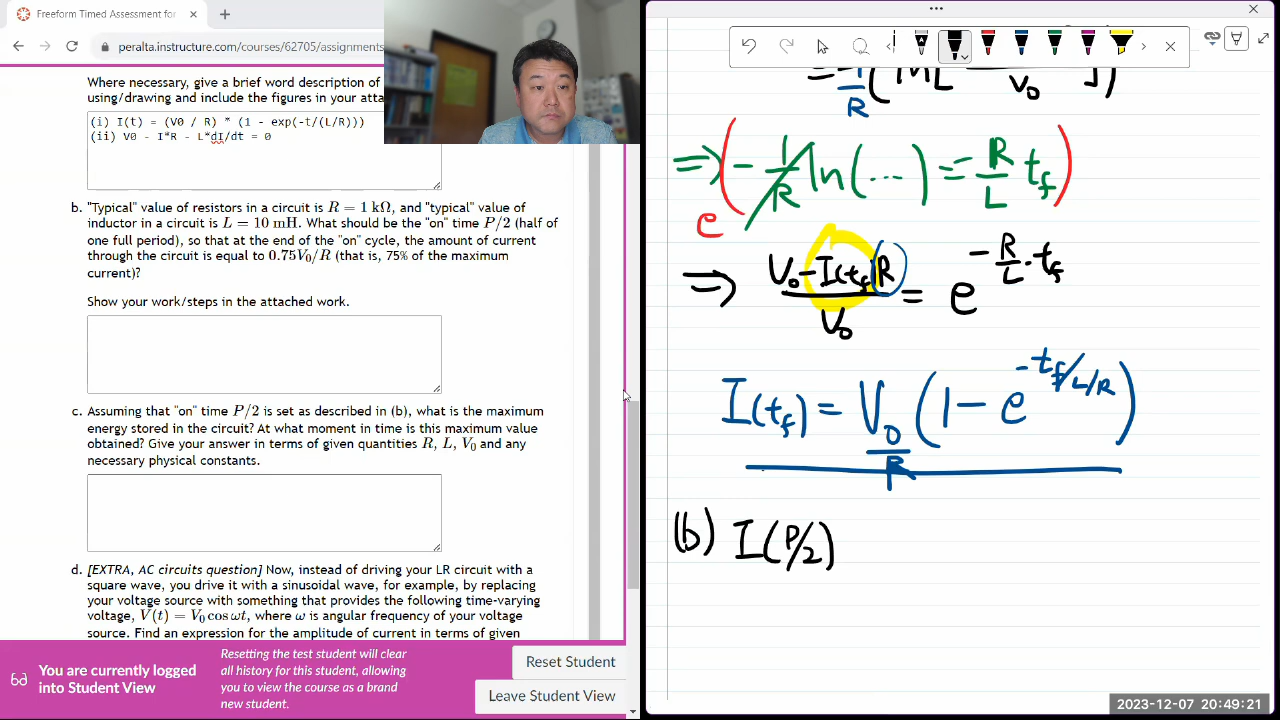 Freeform Timed Assessment for
peralta.instructure.com/courses/62705/assignments
Where necessary, give a brief word description of
using/drawing and include the figures in your atta
(i) I(t) = (V0 / R) * (1 - exp(-t/(L/R)))
(ii) V0 - I*R - L*dI/dt = 0
b. "Typical" value of resistors in a circuit is R = 1 kΩ, and "typical" value of
inductor in a circuit is L = 10 mH. What should be the "on" time P/2 (half of
one full period), so that at the end of the "on" cycle, the amount of current
through the circuit is equal to 0.75V₀/R (that is, 75% of the maximum
current)?
Show your work/steps in the attached work.
c. Assuming that "on" time P/2 is set as described in (b), what is the maximum
energy stored in the circuit? At what moment in time is this maximum value
obtained? Give your answer in terms of given quantities R, L, V₀ and any
necessary physical constants.
d. [EXTRA, AC circuits question] Now, instead of driving your LR circuit with a
square wave, you drive it with a sinusoidal wave, for example, by replacing
your voltage source with something that provides the following time-varying
voltage, V(t) = V₀ cos ωt, where ω is angular frequency of your voltage
source. Find an expression for the amplitude of current in terms of given
You are currently logged
into Student View
Resetting the test student will clear
all history for this student, allowing
you to view the course as a brand
new student.
Reset Student
Leave Student View
⇒ e(-1/R ln(...) = -R/L t_f)
⇒ (V₀ - I(t_f)R)/V₀ = e^(-R/L · t_f)
I(t_f) = V₀/R (1 - e^(-t_f/L/R))
(b) I(P/2)
2023-12-07 20:49:21